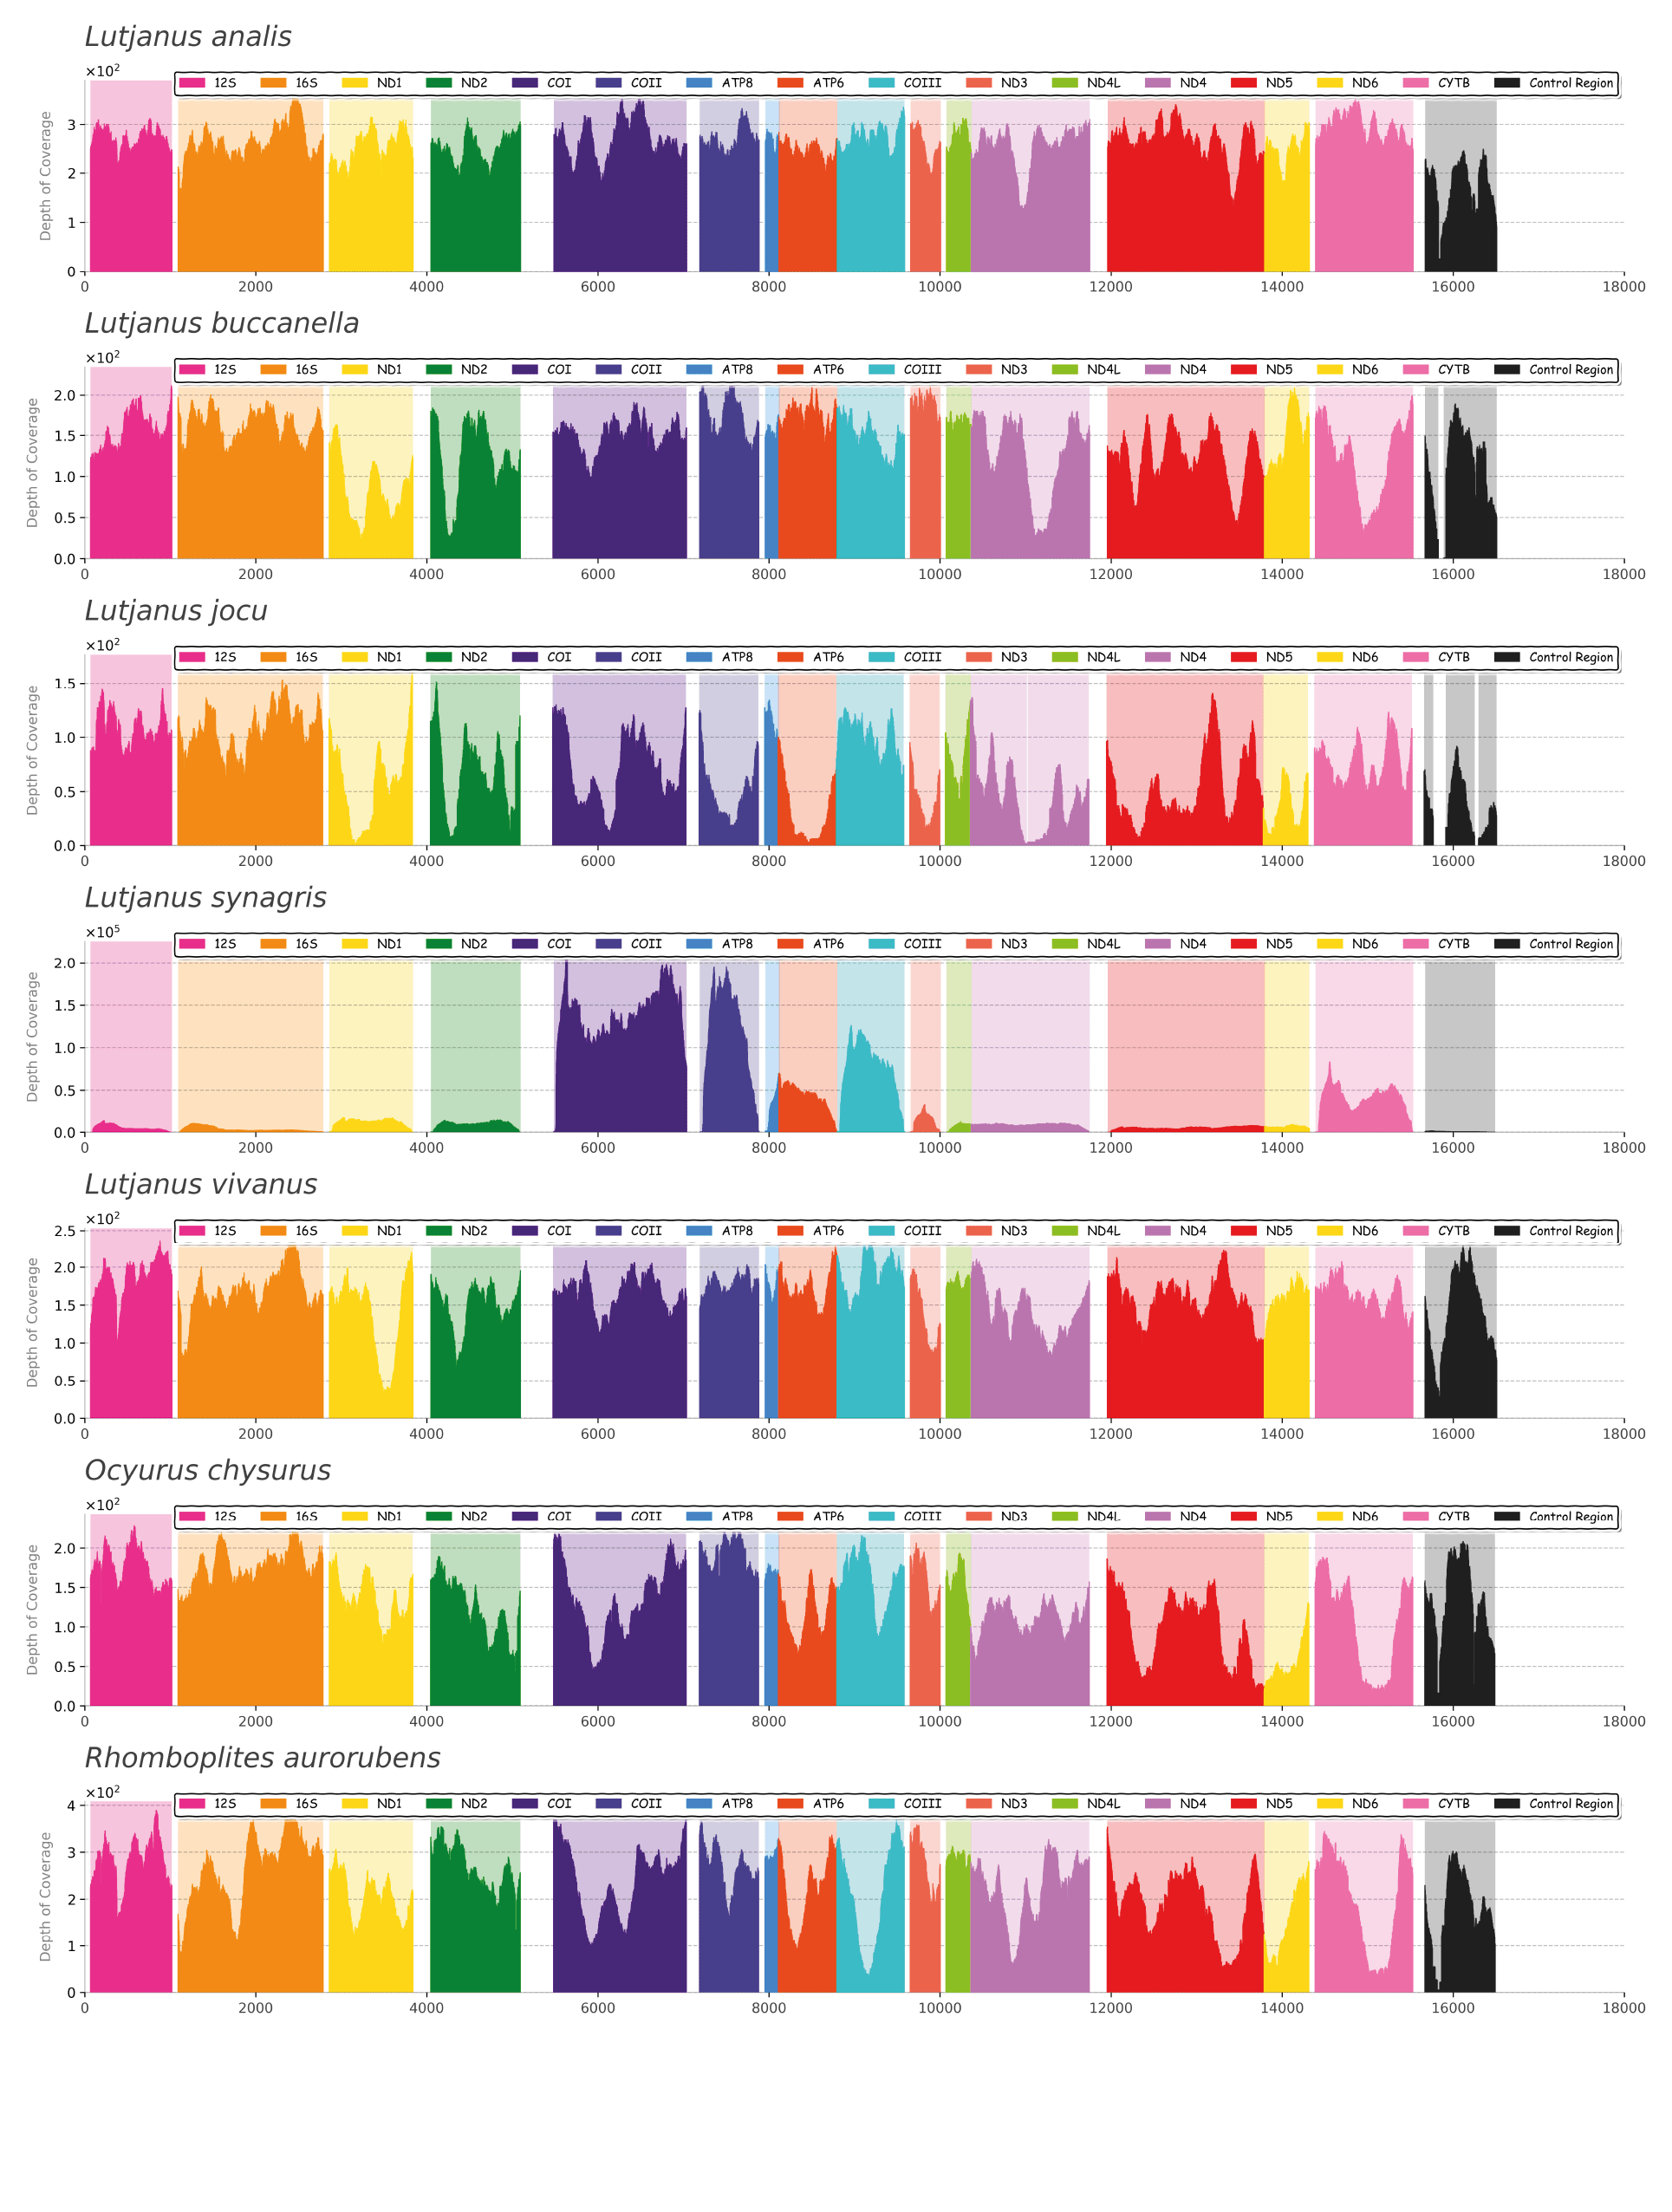 Lutjanus analis
×10²
12S 16S ND1 ND2 COI COII ATP8 ATP6 COIII ND3 ND4L ND4 ND5 ND6 CYTB Control Region
Depth of Coverage
3
2
1
0
0 2000 4000 6000 8000 10000 12000 14000 16000 18000
Lutjanus buccanella
×10²
12S 16S ND1 ND2 COI COII ATP8 ATP6 COIII ND3 ND4L ND4 ND5 ND6 CYTB Control Region
Depth of Coverage
2.0
1.5
1.0
0.5
0.0
0 2000 4000 6000 8000 10000 12000 14000 16000 18000
Lutjanus jocu
×10²
12S 16S ND1 ND2 COI COII ATP8 ATP6 COIII ND3 ND4L ND4 ND5 ND6 CYTB Control Region
Depth of Coverage
1.5
1.0
0.5
0.0
0 2000 4000 6000 8000 10000 12000 14000 16000 18000
Lutjanus synagris
×10⁵
12S 16S ND1 ND2 COI COII ATP8 ATP6 COIII ND3 ND4L ND4 ND5 ND6 CYTB Control Region
Depth of Coverage
2.0
1.5
1.0
0.5
0.0
0 2000 4000 6000 8000 10000 12000 14000 16000 18000
Lutjanus vivanus
×10²
12S 16S ND1 ND2 COI COII ATP8 ATP6 COIII ND3 ND4L ND4 ND5 ND6 CYTB Control Region
Depth of Coverage
2.5
2.0
1.5
1.0
0.5
0.0
0 2000 4000 6000 8000 10000 12000 14000 16000 18000
Ocyurus chysurus
×10²
12S 16S ND1 ND2 COI COII ATP8 ATP6 COIII ND3 ND4L ND4 ND5 ND6 CYTB Control Region
Depth of Coverage
2.0
1.5
1.0
0.5
0.0
0 2000 4000 6000 8000 10000 12000 14000 16000 18000
Rhomboplites aurorubens
×10²
12S 16S ND1 ND2 COI COII ATP8 ATP6 COIII ND3 ND4L ND4 ND5 ND6 CYTB Control Region
Depth of Coverage
4
3
2
1
0
0 2000 4000 6000 8000 10000 12000 14000 16000 18000